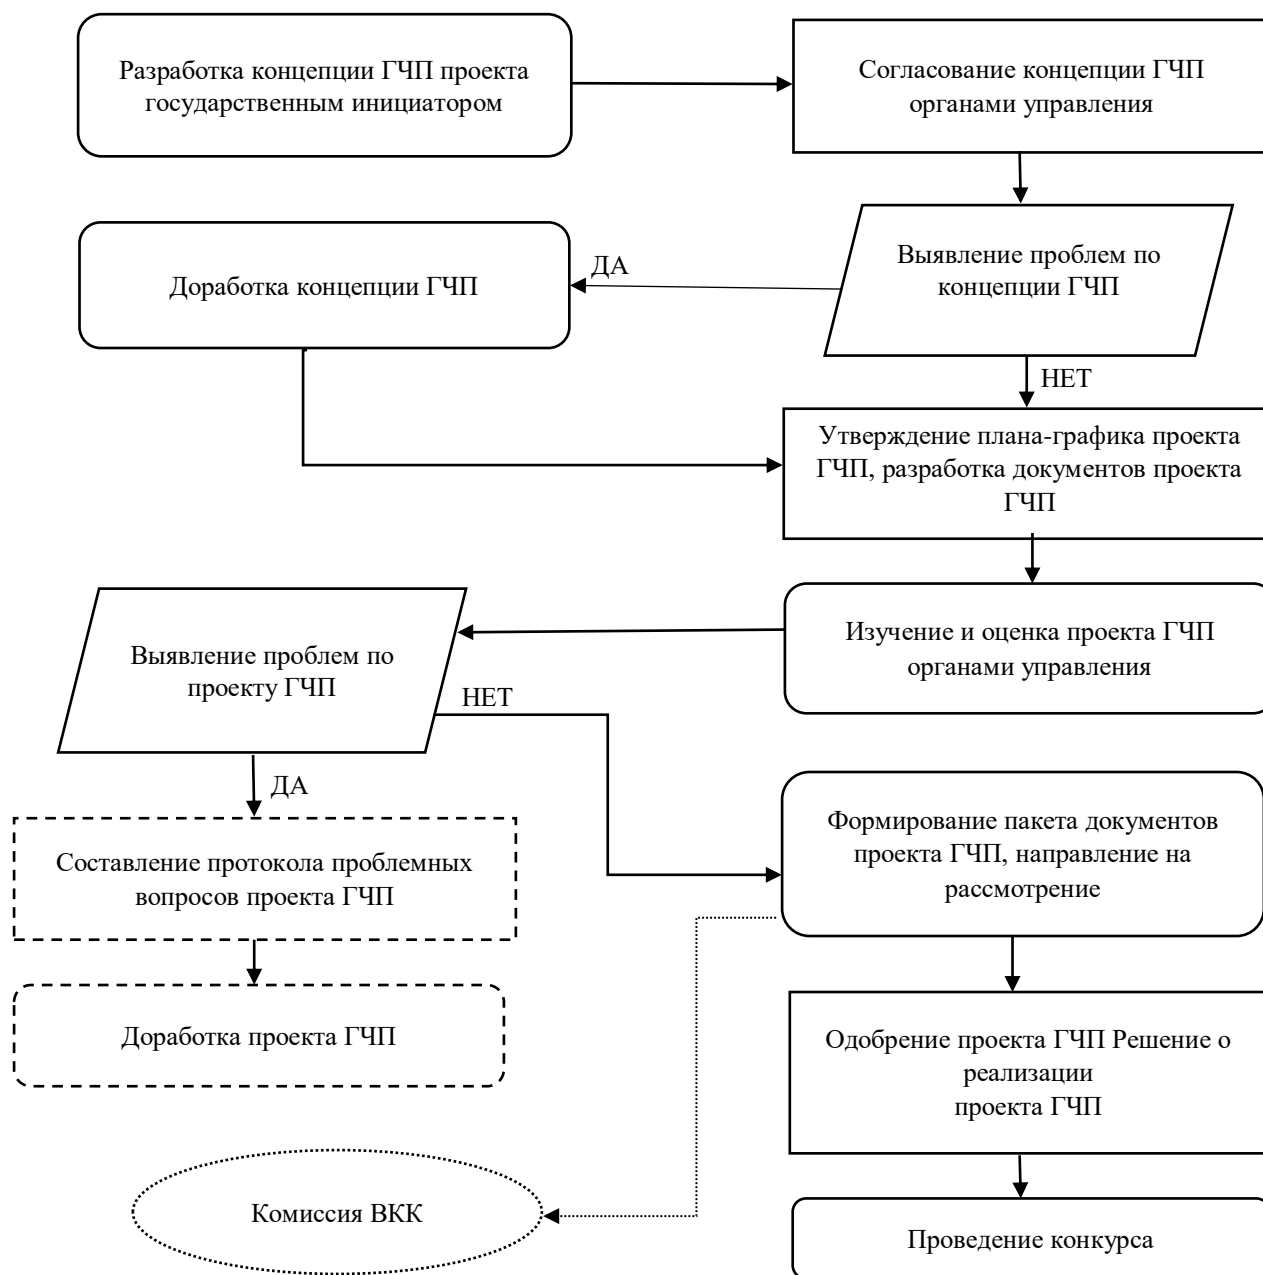 Разработка концепции ГЧП проекта
государственным инициатором
Согласование концепции ГЧП
органами управления
Доработка концепции ГЧП
ДА
Выявление проблем по
концепции ГЧП
НЕТ
Утверждение плана-графика проекта
ГЧП, разработка документов проекта
ГЧП
Выявление проблем по
проекту ГЧП
Изучение и оценка проекта ГЧП
органами управления
НЕТ
ДА
Составление протокола проблемных
вопросов проекта ГЧП
Формирование пакета документов
проекта ГЧП, направление на
рассмотрение
Доработка проекта ГЧП
Одобрение проекта ГЧП Решение о
реализации
проекта ГЧП
Комиссия ВКК
Проведение конкурса